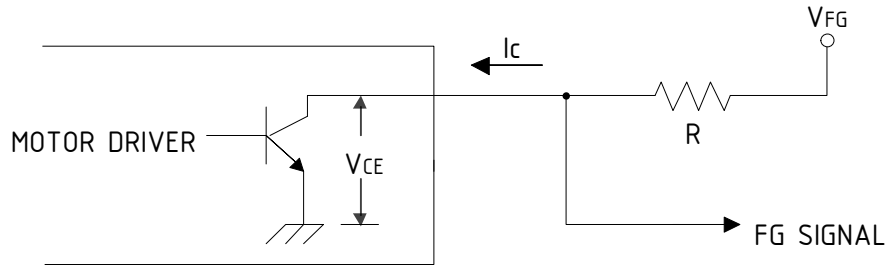 VFG
Ic
R
MOTOR DRIVER
VCE
FG SIGNAL